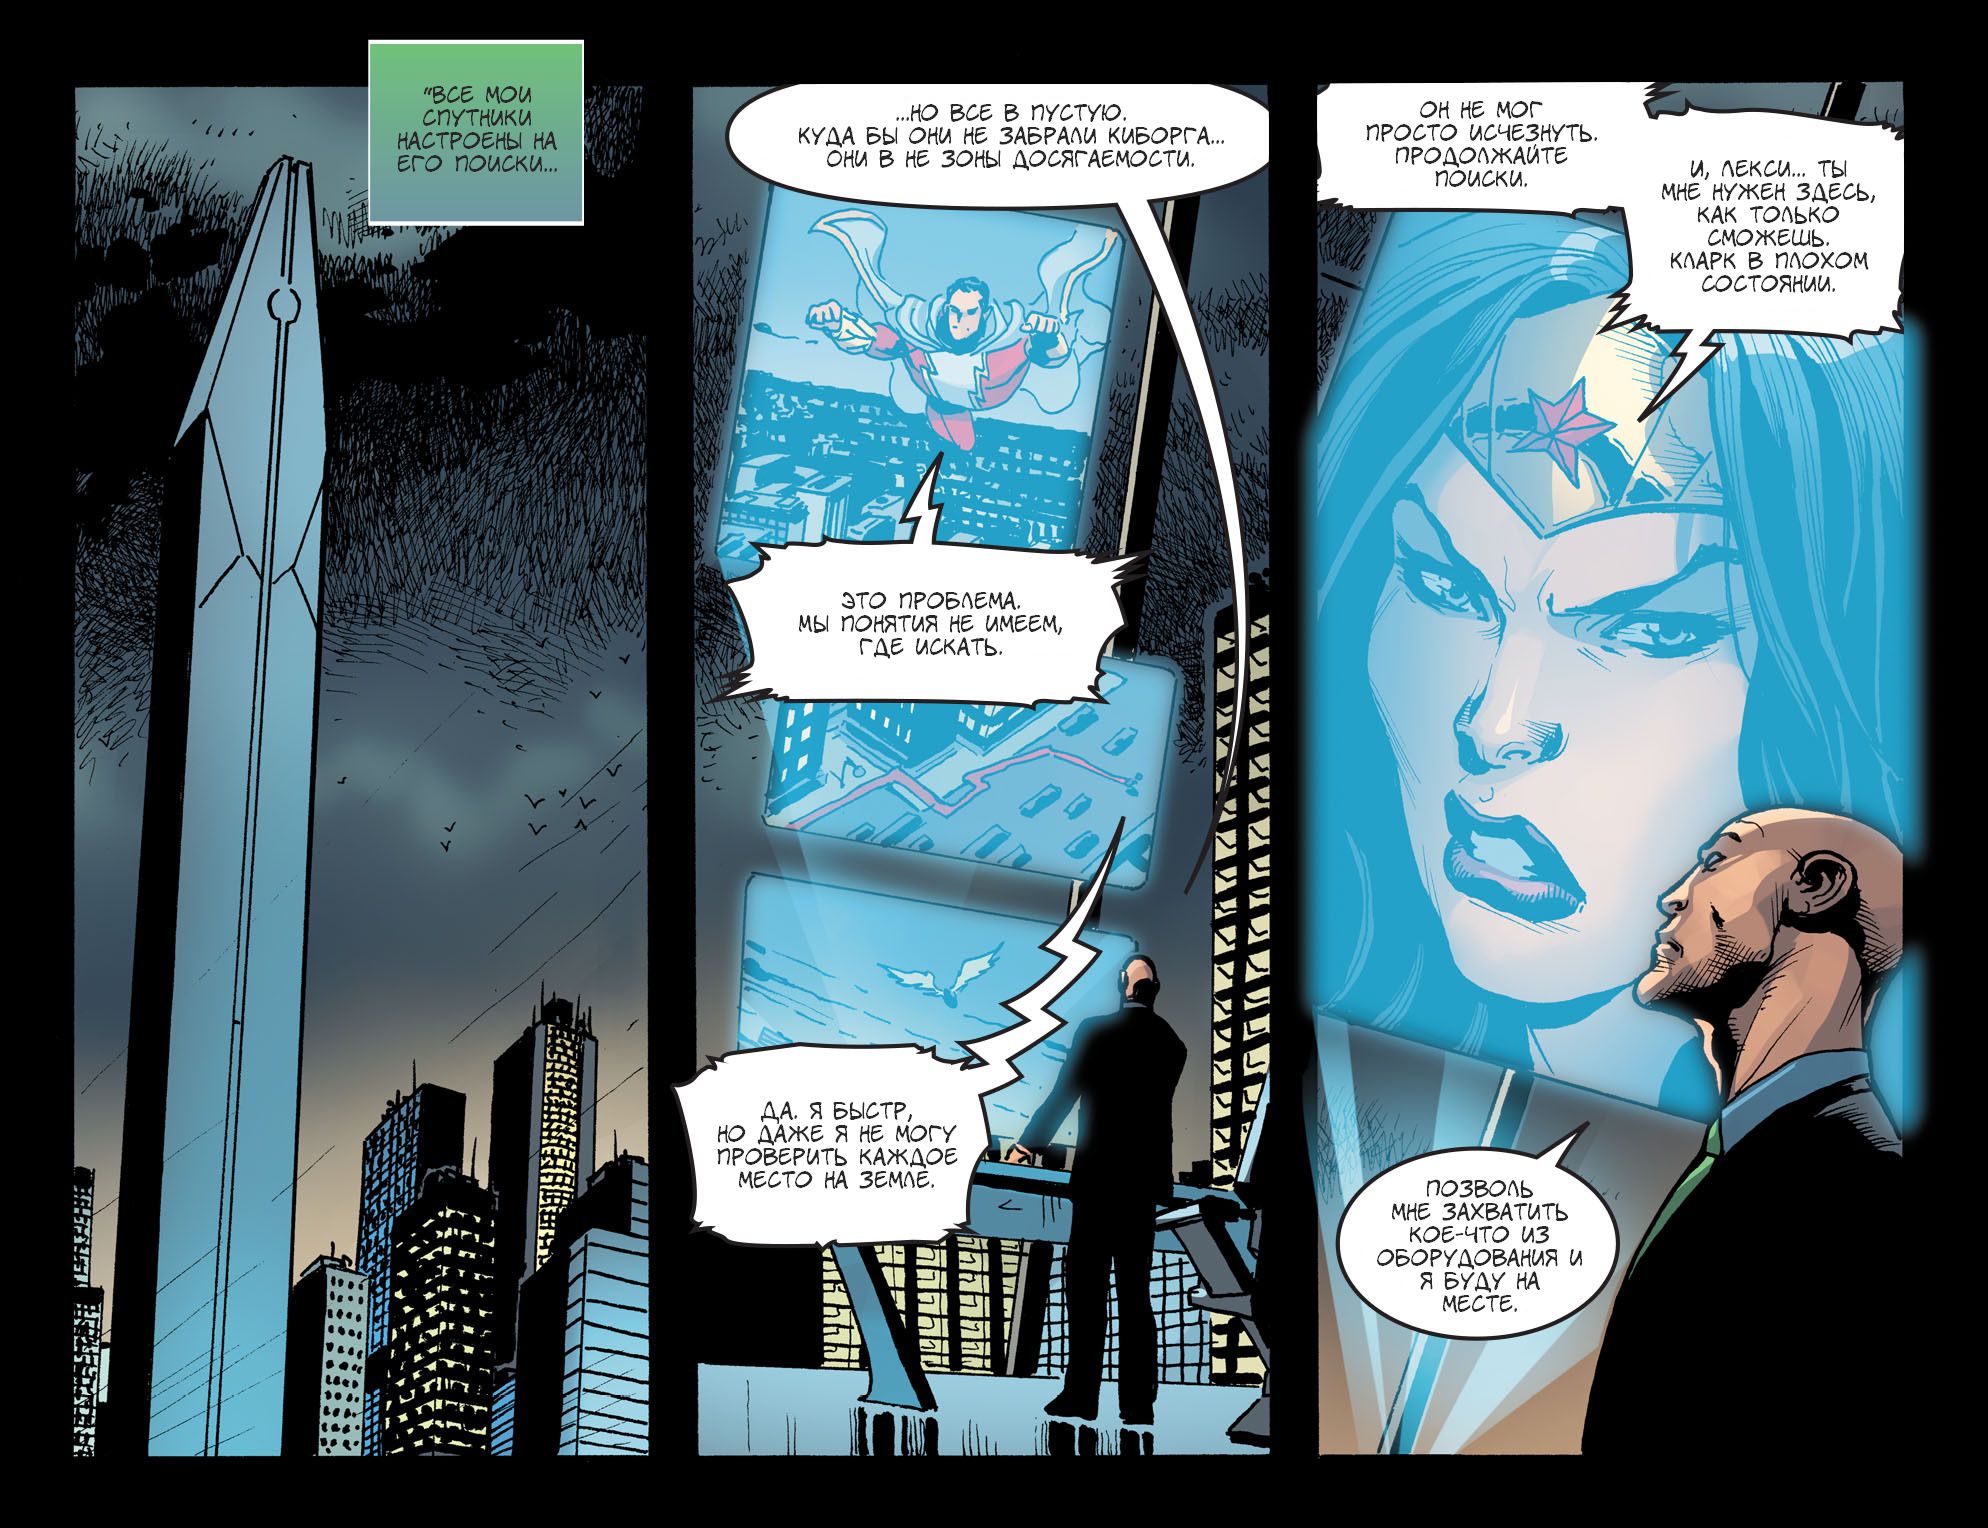 "ВСЕ МОИ
СПУТНИКИ
НАСТРОЕНЫ НА
ЕГО ПОИСКИ...
...НО ВСЕ В ПУСТУЮ.
КУДА БЫ ОНИ НЕ ЗАБРАЛИ КИБОРГА...
ОНИ В НЕ ЗОНЫ ДОСЯГАЕМОСТИ.
ЭТО ПРОБЛЕМА.
МЫ ПОНЯТИЯ НЕ ИМЕЕМ,
ГДЕ ИСКАТЬ.
ДА. Я БЫСТР,
НО ДАЖЕ Я НЕ МОГУ
ПРОВЕРИТЬ КАЖДОЕ
МЕСТО НА ЗЕМЛЕ.
ОН НЕ МОГ
ПРОСТО ИСЧЕЗНУТЬ.
ПРОДОЛЖАЙТЕ
ПОИСКИ.
И, ЛЕКСИ... ТЫ
МНЕ НУЖЕН ЗДЕСЬ,
КАК ТОЛЬКО
СМОЖЕШЬ.
КЛАРК В ПЛОХОМ
СОСТОЯНИИ.
ПОЗВОЛЬ
МНЕ ЗАХВАТИТЬ
КОЕ-ЧТО ИЗ
ОБОРУДОВАНИЯ И
Я БУДУ НА
МЕСТЕ.